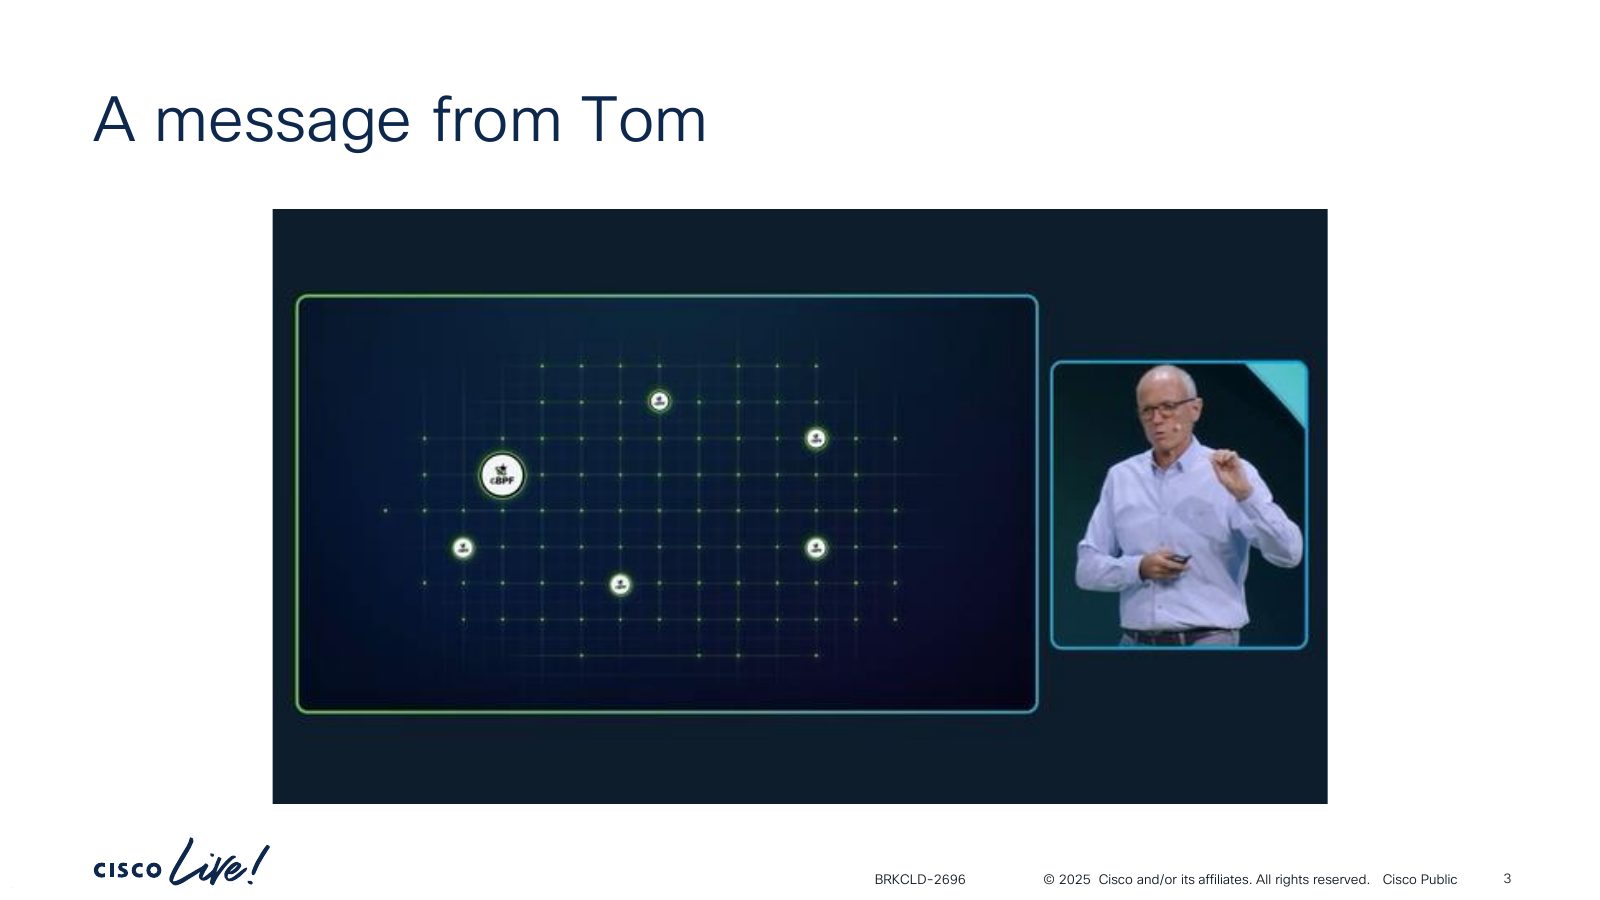 A message from Tom
eBPF
CISCO Live!
BRKCLD-2696
© 2025 Cisco and/or its affiliates. All rights reserved. Cisco Public
3